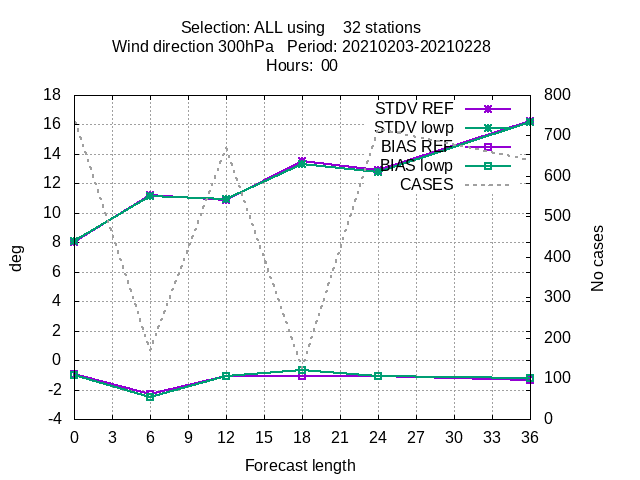 Selection: ALL using    32 stations
Wind direction 300hPa   Period: 20210203-20210228
Hours:  00
18
16
14
12
10
8
6
4
2
0
-2
-4
deg
STDV REF
STDV lowp
BIAS REF
BIAS lowp
CASES
800
700
600
500
400
300
200
100
0
No cases
0 3 6 9 12 15 18 21 24 27 30 33 36
Forecast length